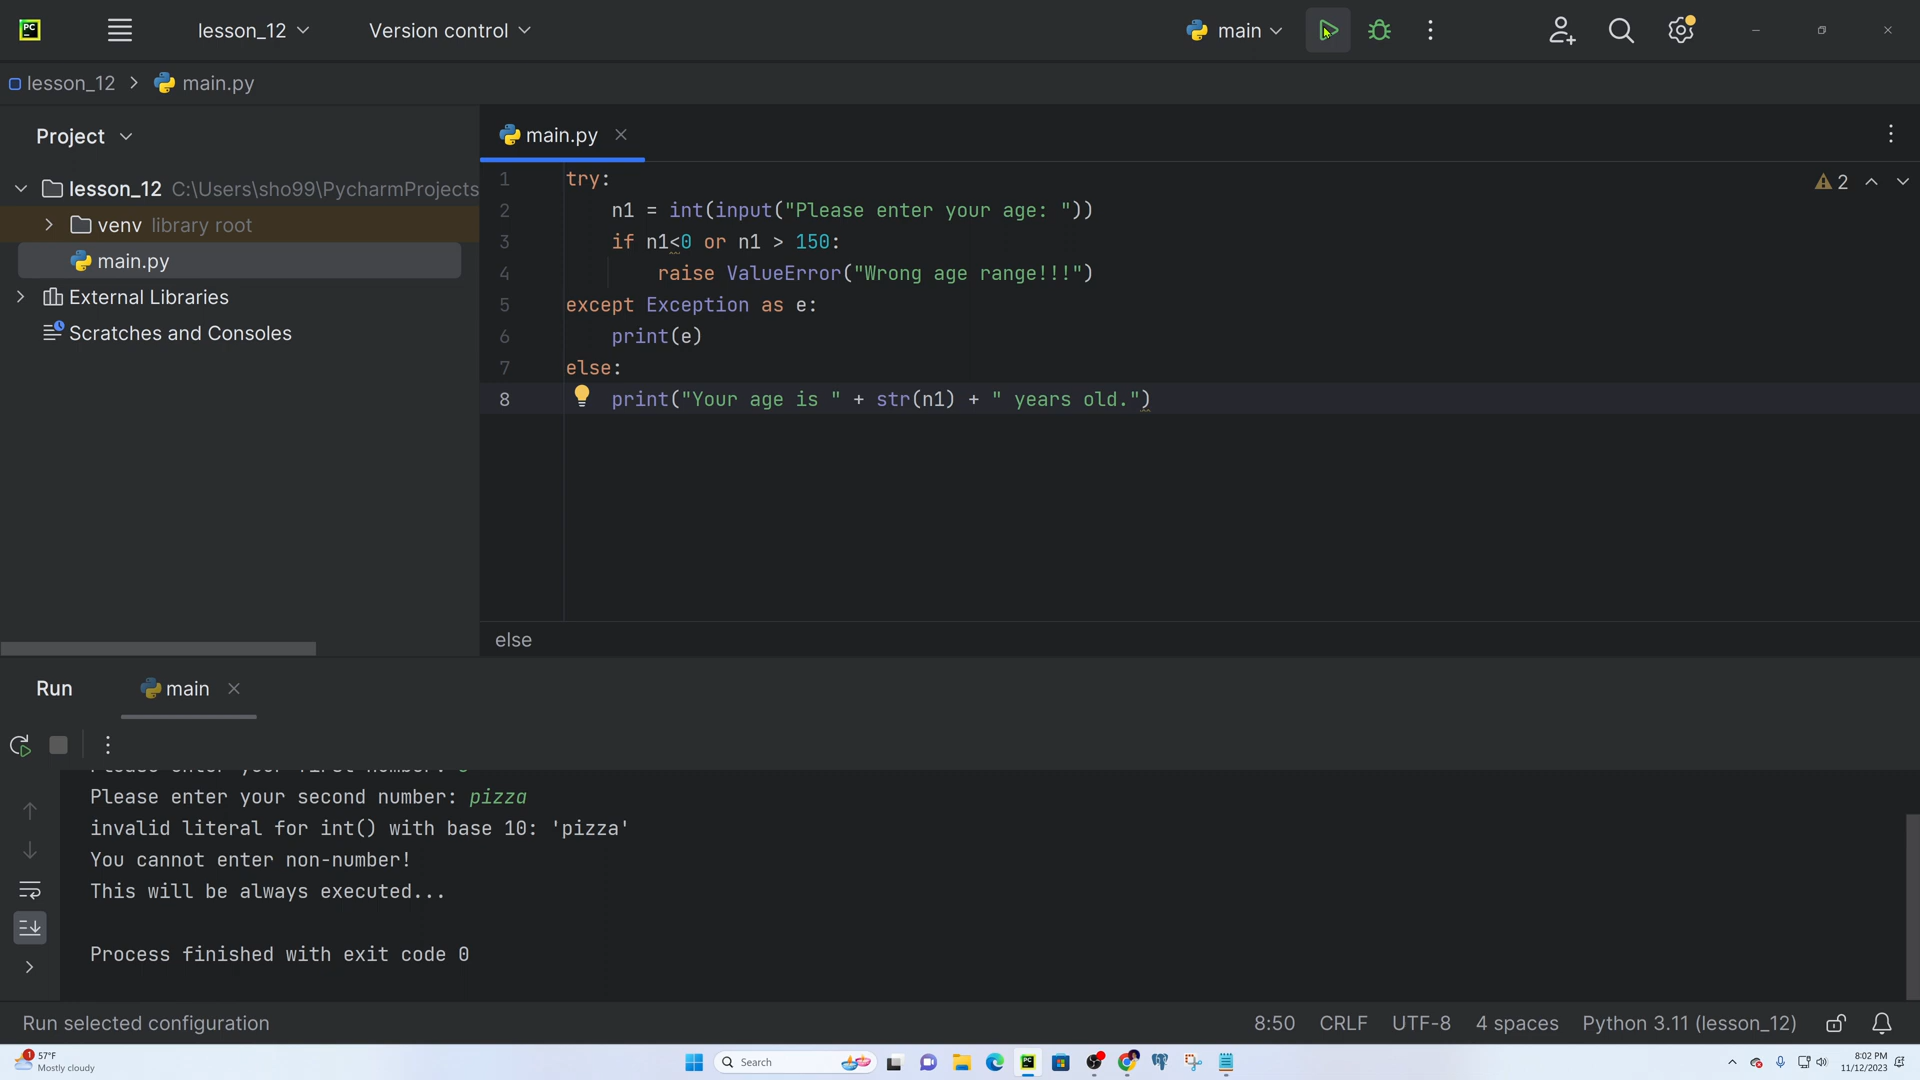 PC
lesson_12
Version control
main
lesson_12 > main.py
Project
main.py
lesson_12 C:\Users\sho99\PycharmProjects
venv library root
main.py
External Libraries
Scratches and Consoles
2
1 try:
2 n1 = int(input("Please enter your age: "))
3 if n1<0 or n1 > 150:
4 raise ValueError("Wrong age range!!!")
5 except Exception as e:
6 print(e)
7 else:
8 print("Your age is " + str(n1) + " years old.")
else
Run
main
Please enter your second number: pizza
invalid literal for int() with base 10: 'pizza'
You cannot enter non-number!
This will be always executed...
Process finished with exit code 0
Run selected configuration
8:50 CRLF UTF-8 4 spaces Python 3.11 (lesson_12)
1
57°F
Mostly cloudy
Search
PC
8:02 PM
11/12/2023